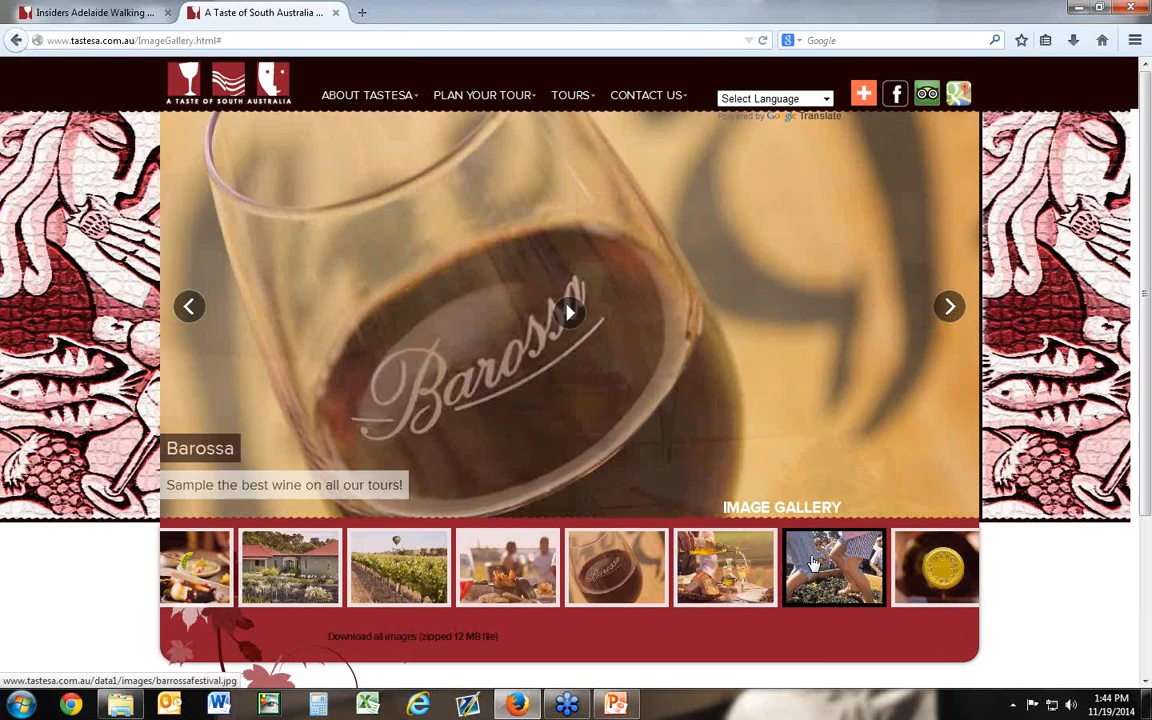 Insiders Adelaide Walking ...
A Taste of South Australia ...
www.tastesa.com.au/ImageGallery.html#
Google
A TASTE OF SOUTH AUSTRALIA
ABOUT TASTESA
PLAN YOUR TOUR
TOURS
CONTACT US
Select Language
Powered by Google Translate
Barossa
Barossa
Sample the best wine on all our tours!
IMAGE GALLERY
Download all images (zipped 12 MB file)
www.tastesa.com.au/data1/images/barrossafestival.jpg
1:44 PM
11/19/2014